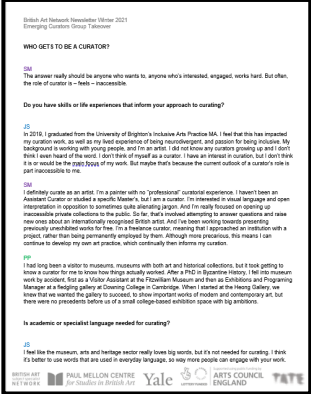 British Art Network Newsletter Winter 2021
Emerging Curators Group Takeover
WHO GETS TO BE A CURATOR?
SM
The answer really should be anyone who wants to, anyone who's interested, engaged, works hard. But often,
the role of curator is – feels – inaccessible.
Do you have skills or life experiences that inform your approach to curating?
JS
In 2019, I graduated from the University of Brighton's Inclusive Arts Practice MA. I feel that this has impacted
my curation work, as well as my lived experience of being neurodivergent, and passion for being inclusive. My
background is working with young people, and I'm an artist. I did not know any curators growing up and I don't
think I even heard of the word. I don't think of myself as a curator. I have an interest in curation, but I don't think
it is or would be the main focus of my work. But maybe that's because the current outlook of a curator's role is
part inaccessible to me.
SM
I definitely curate as an artist. I'm a painter with no "professional" curatorial experience. I haven't been an
Assistant Curator or studied a specific Master's, but I am a curator. I'm interested in visual language and open
interpretation in opposition to sometimes quite alienating jargon. And I'm really focused on opening up
inaccessible private collections to the public. So far, that's involved attempting to answer questions and raise
new ones about an internationally recognised British artist. And I've been working towards presenting
previously unexhibited works for free. I'm a freelance curator, meaning that I approached an institution with a
project, rather than being permanently employed by them. Although more precarious, this means I can
continue to develop my own art practice, which continually then informs my curation.
PP
I had long been a visitor to museums, museums with both art and historical collections, but it took getting to
know a curator for me to know how things actually worked. After a PhD in Byzantine History, I fell into museum
work by accident, first as a Visitor Assistant at the Fitzwilliam Museum and then as Exhibitions and Programming
Manager at a fledgling gallery at Downing College in Cambridge. When I started at the Heong Gallery, we
knew that we wanted the gallery to succeed, to show important works of modern and contemporary art, but
there were no precedents before us of a small college-based exhibition space with big ambitions.
Is academic or specialist language needed for curating?
JS
I feel like the museum, arts and heritage sector really loves big words, but it's not needed for curating. I think
it's better to use words that are used in everyday language, so way more people can engage with your work.
BRITISH ART
NETWORK
PAUL MELLON CENTRE
for Studies in British Art
Yale
ARTS COUNCIL
ENGLAND
TATE